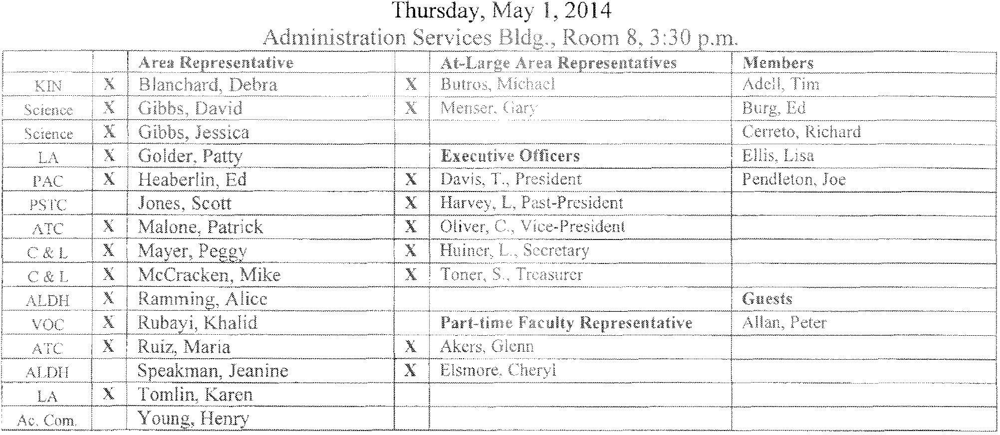 Thursday, May 1, 2014
Administration Services Bldg., Room 8, 3:30 p.m.
Area Representative At-Large Area Representatives Members
KIN X Blanchard, Debra X Butros, Michael Adell, Tim
Science X Gibbs, David X Menser, Gary Burg, Ed
Science X Gibbs, Jessica Cerreto, Richard
LA X Golder, Patty Executive Officers Ellis, Lisa
PAC X Heaberlin, Ed X Davis, T., President Pendleton, Joe
PSTC Jones, Scott X Harvey, L, Past-President
ATC X Malone, Patrick X Oliver, C., Vice-President
C & L X Mayer, Peggy X Huiner, L., Secretary
C & L X McCracken, Mike X Toner, S., Treasurer
ALDH X Ramming, Alice Guests
VOC X Rubayi, Khalid Part-time Faculty Representative Allan, Peter
ATC X Ruiz, Maria X Akers, Glenn
ALDH Speakman, Jeanine X Elsmore, Cheryl
LA X Tomlin, Karen
Ac. Com. Young, Henry